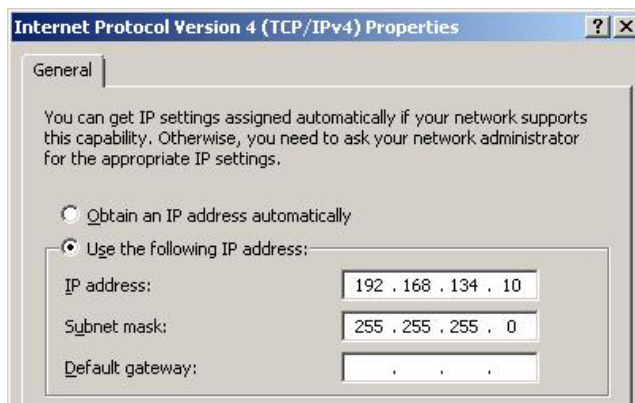 Internet Protocol Version 4 (TCP/IPv4) Properties ? X
General
You can get IP settings assigned automatically if your network supports
this capability. Otherwise, you need to ask your network administrator
for the appropriate IP settings.
Obtain an IP address automatically
Use the following IP address:
IP address: 192 . 168 . 134 . 10
Subnet mask: 255 . 255 . 255 . 0
Default gateway: . . .